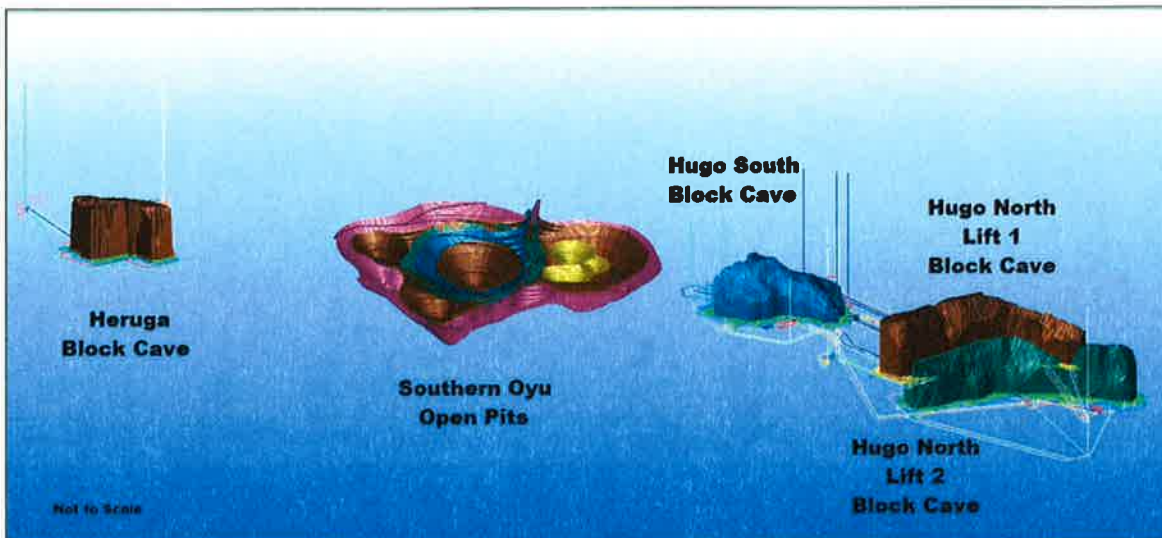 Heruga
Block Cave
Southern Oyu
Open Pits
Hugo South
Block Cave
Hugo North
Lift 1
Block Cave
Hugo North
Lift 2
Block Cave
Not to Scale